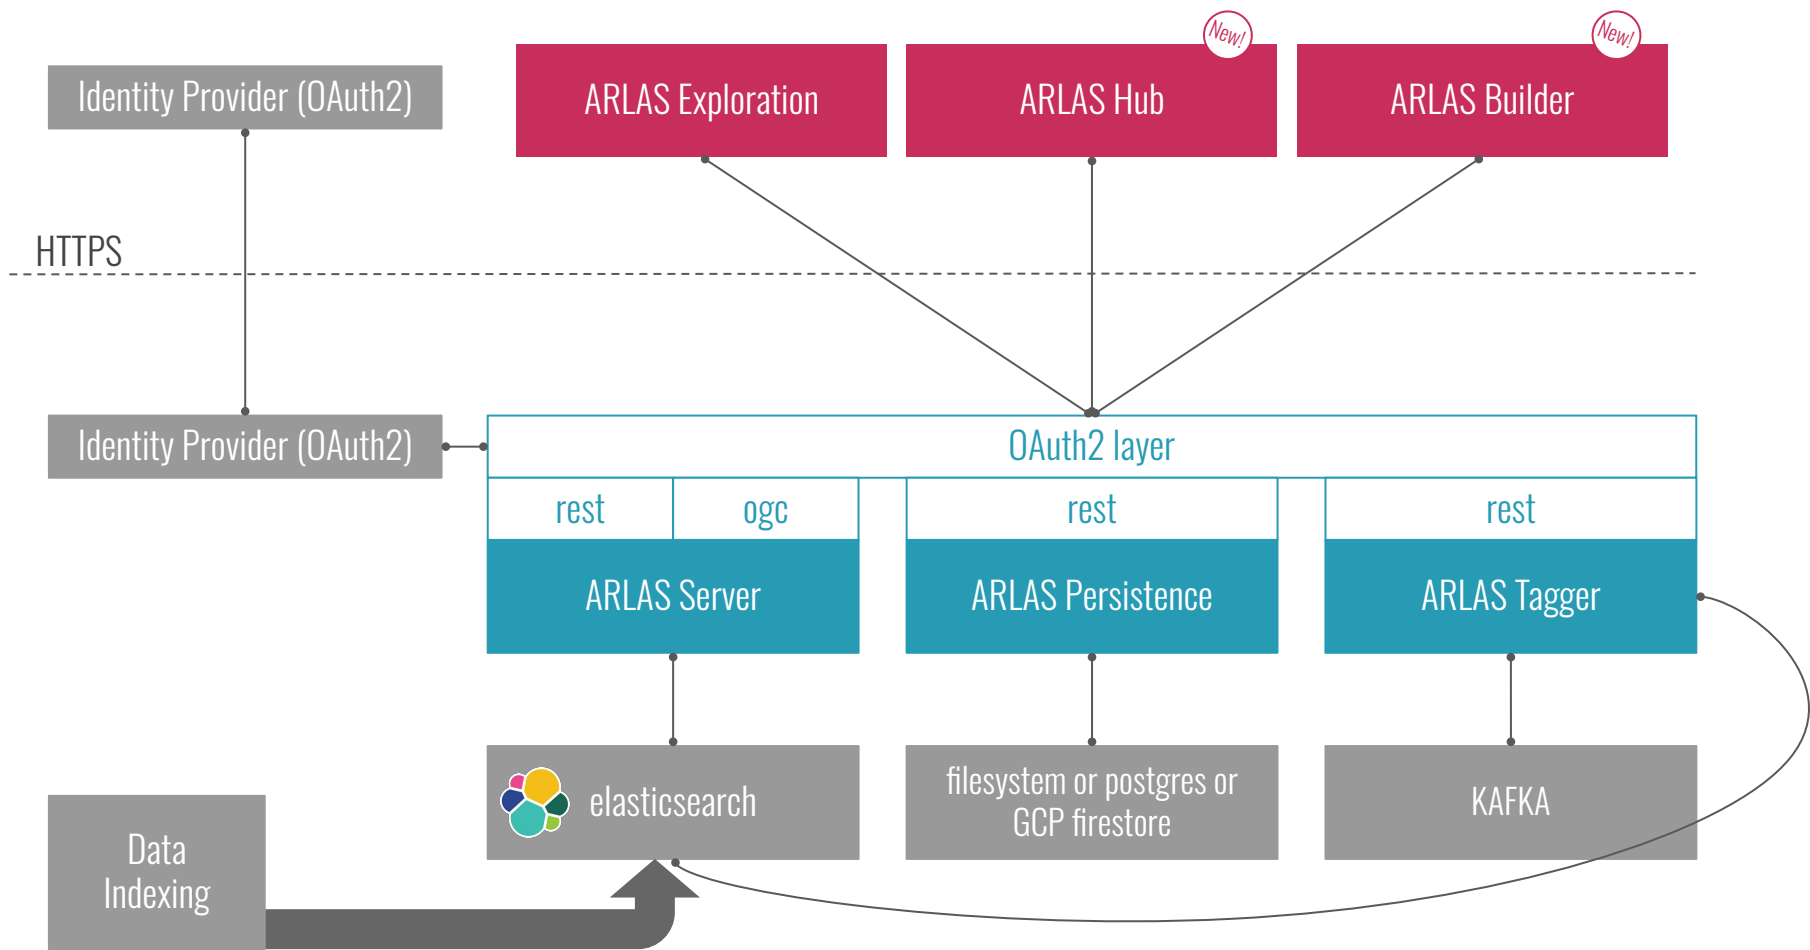 New!
New!
Identity Provider (OAuth2)
ARLAS Exploration
ARLAS Hub
ARLAS Builder
HTTPS
Identity Provider (OAuth2)
OAuth2 layer
rest
ogc
rest
rest
ARLAS Server
ARLAS Persistence
ARLAS Tagger
elasticsearch
filesystem or postgres or
GCP firestore
KAFKA
Data
Indexing